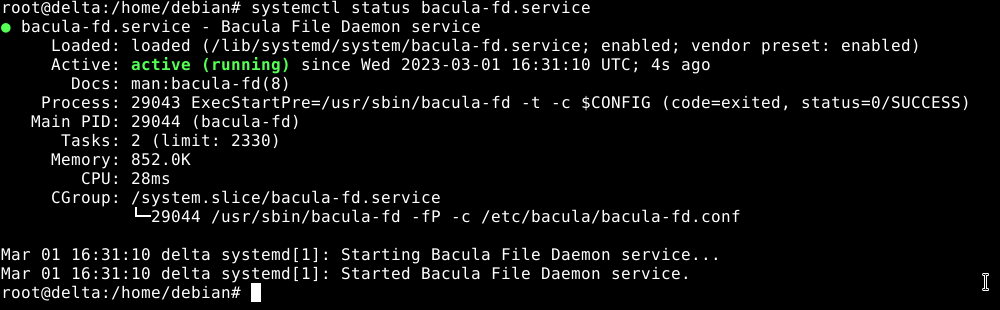 root@delta:/home/debian# systemctl status bacula-fd.service
● bacula-fd.service - Bacula File Daemon service
     Loaded: loaded (/lib/systemd/system/bacula-fd.service; enabled; vendor preset: enabled)
     Active: active (running) since Wed 2023-03-01 16:31:10 UTC; 4s ago
       Docs: man:bacula-fd(8)
    Process: 29043 ExecStartPre=/usr/sbin/bacula-fd -t -c $CONFIG (code=exited, status=0/SUCCESS)
   Main PID: 29044 (bacula-fd)
      Tasks: 2 (limit: 2330)
     Memory: 852.0K
        CPU: 28ms
     CGroup: /system.slice/bacula-fd.service
             └─29044 /usr/sbin/bacula-fd -fP -c /etc/bacula/bacula-fd.conf

Mar 01 16:31:10 delta systemd[1]: Starting Bacula File Daemon service...
Mar 01 16:31:10 delta systemd[1]: Started Bacula File Daemon service.
root@delta:/home/debian#